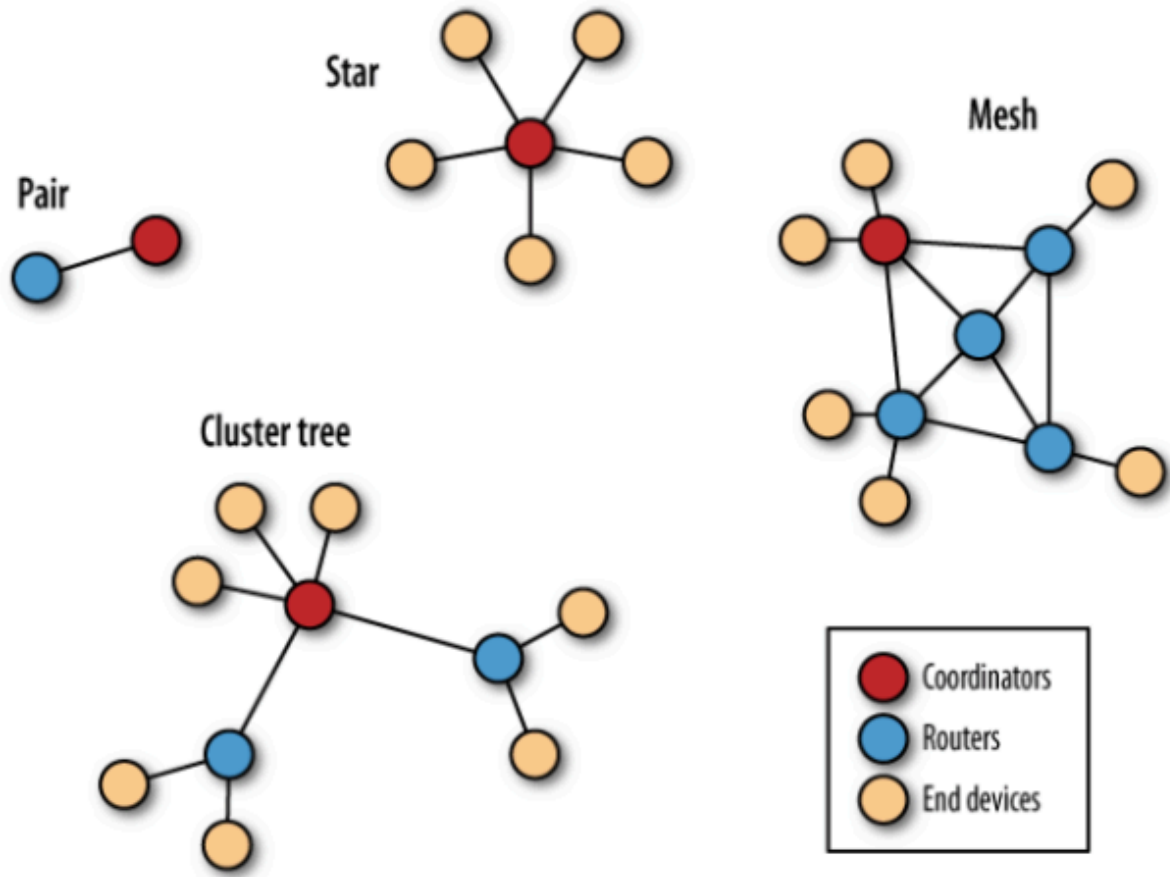 Star
Mesh
Pair
Cluster tree
Coordinators
Routers
End devices